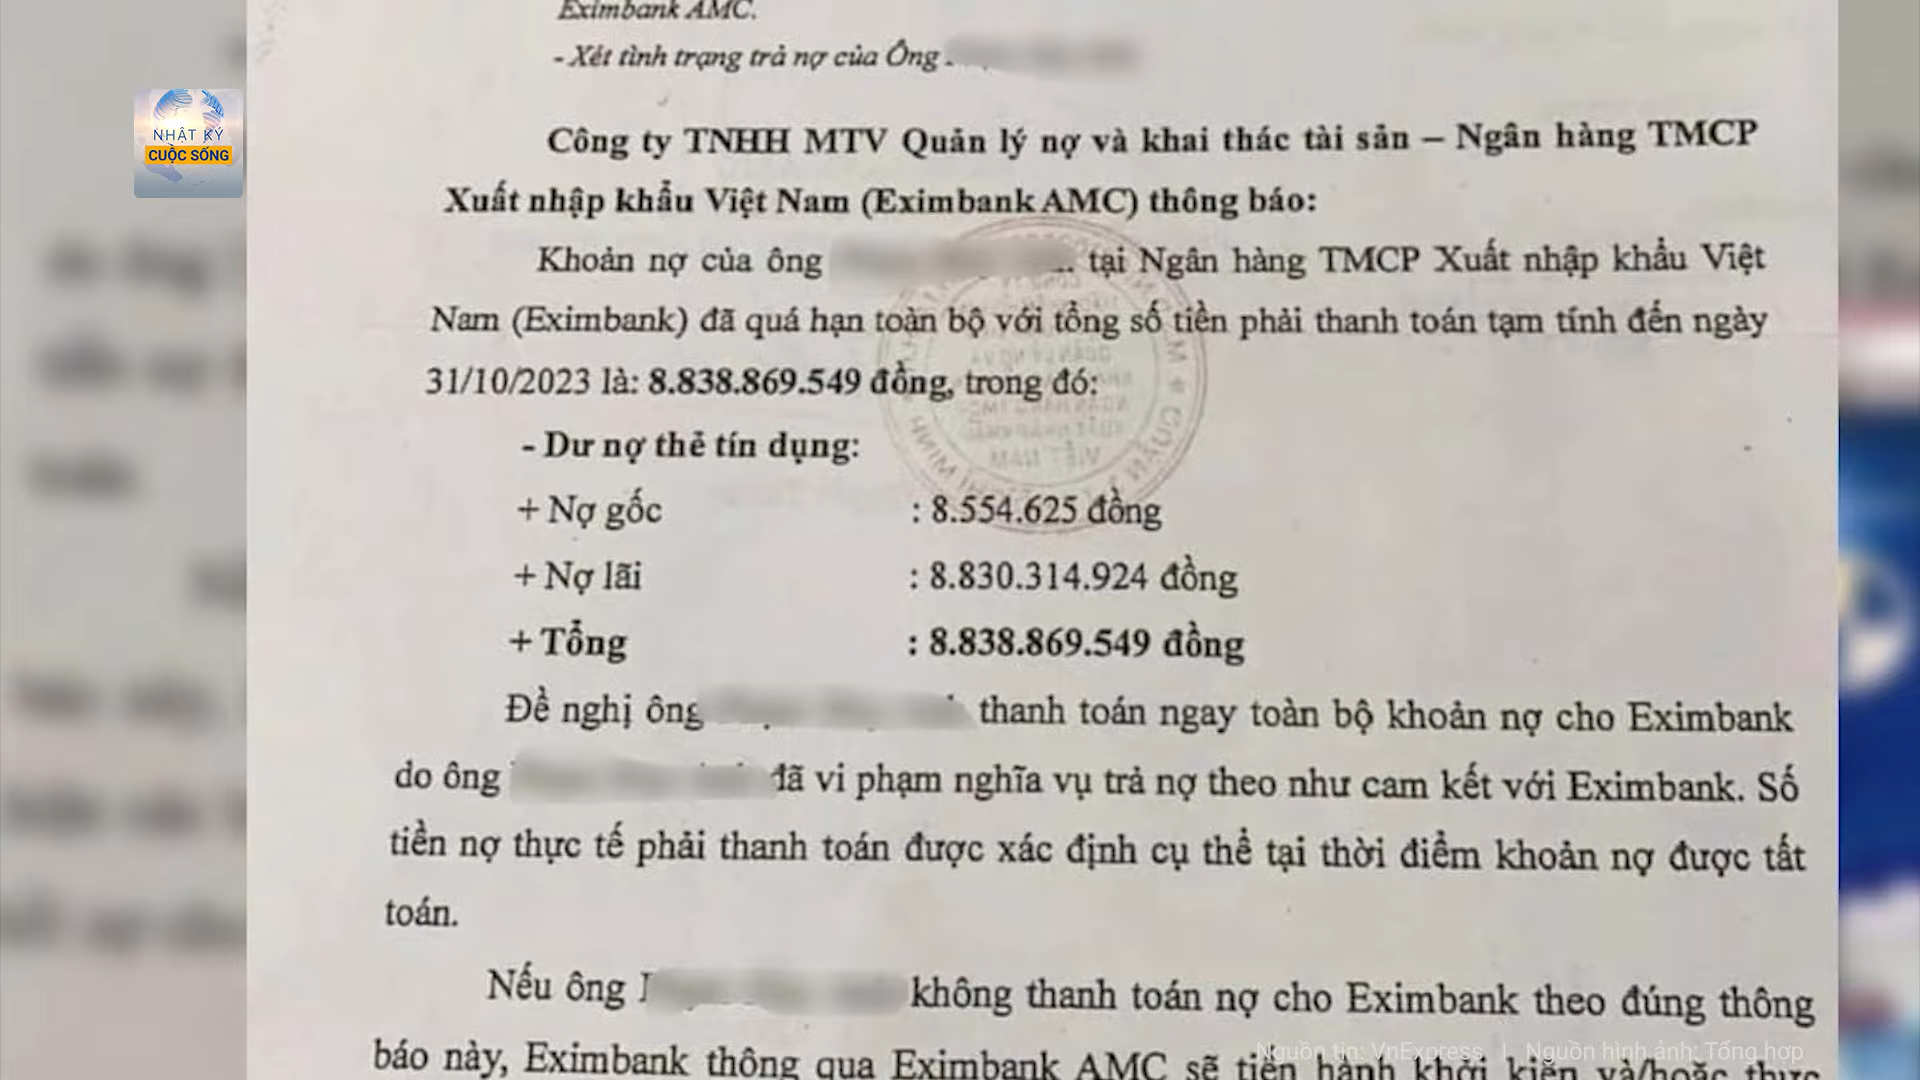 Eximbank AMC.
- Xét tình trạng trả nợ của Ông
NHẬT KÝ
CUỘC SỐNG
Công ty TNHH MTV Quản lý nợ và khai thác tài sản – Ngân hàng TMCP
Xuất nhập khẩu Việt Nam (Eximbank AMC) thông báo:
Khoản nợ của ông tại Ngân hàng TMCP Xuất nhập khẩu Việt
Nam (Eximbank) đã quá hạn toàn bộ với tổng số tiền phải thanh toán tạm tính đến ngày
31/10/2023 là: 8.838.869.549 đồng, trong đó:
- Dư nợ thẻ tín dụng:
+ Nợ gốc : 8.554.625 đồng
+ Nợ lãi : 8.830.314.924 đồng
+ Tổng : 8.838.869.549 đồng
Đề nghị ông thanh toán ngay toàn bộ khoản nợ cho Eximbank
do ông đã vi phạm nghĩa vụ trả nợ theo như cam kết với Eximbank. Số
tiền nợ thực tế phải thanh toán được xác định cụ thể tại thời điểm khoản nợ được tất
toán.
Nếu ông không thanh toán nợ cho Eximbank theo đúng thông
báo này, Eximbank thông qua Eximbank AMC sẽ tiến hành khởi kiện và/hoặc thực
Nguồn tin: VnExpress | Nguồn hình ảnh: Tổng hợp